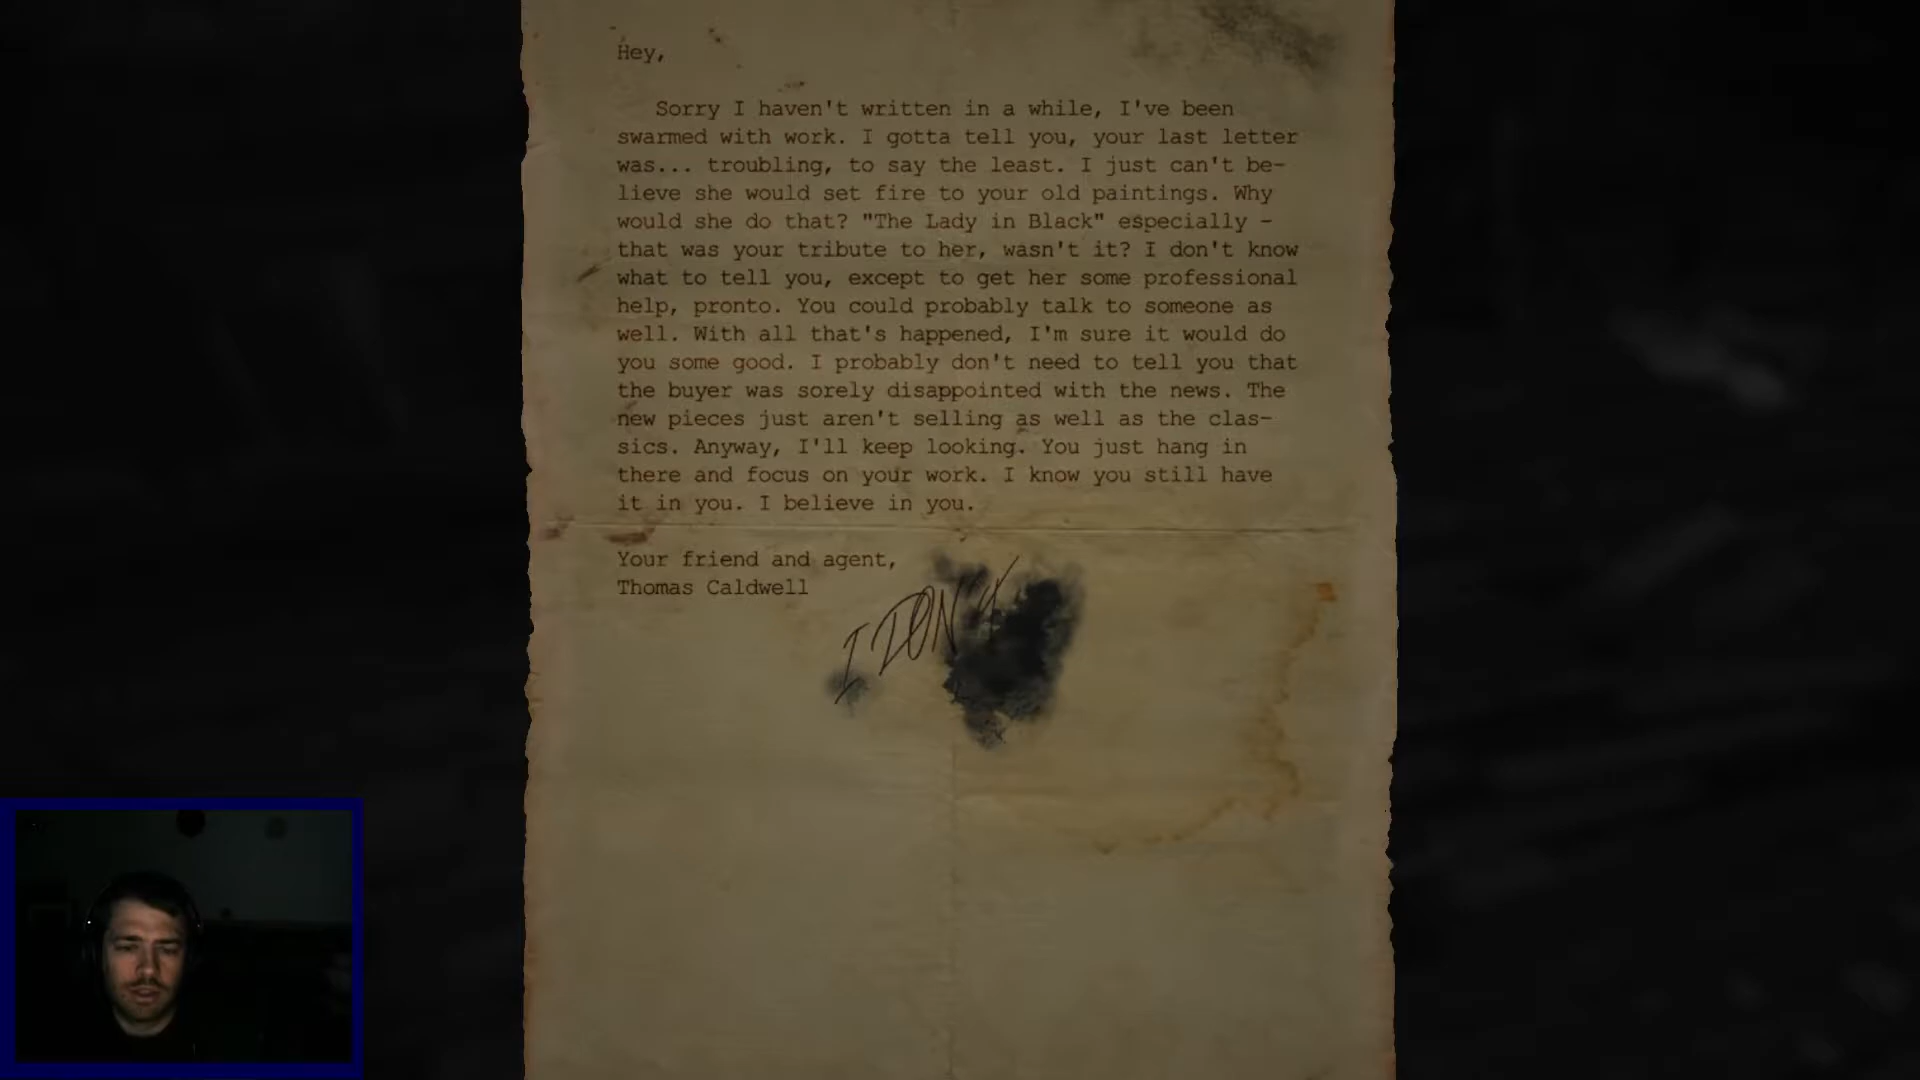 Hey,
Sorry I haven't written in a while, I've been
swarmed with work. I gotta tell you, your last letter
was... troubling, to say the least. I just can't be-
lieve she would set fire to your old paintings. Why
would she do that? "The Lady in Black" especially -
that was your tribute to her, wasn't it? I don't know
what to tell you, except to get her some professional
help, pronto. You could probably talk to someone as
well. With all that's happened, I'm sure it would do
you some good. I probably don't need to tell you that
the buyer was sorely disappointed with the news. The
new pieces just aren't selling as well as the clas-
sics. Anyway, I'll keep looking. You just hang in
there and focus on your work. I know you still have
it in you. I believe in you.
Your friend and agent,
Thomas Caldwell
I DON'T